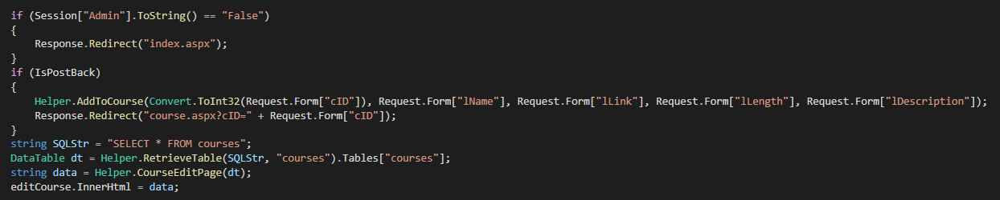 if (Session["Admin"].ToString() == "False")
{
    Response.Redirect("index.aspx");
}
if (IsPostBack)
{
    Helper.AddToCourse(Convert.ToInt32(Request.Form["cID"]), Request.Form["lName"], Request.Form["lLink"], Request.Form["lLength"], Request.Form["lDescription"]);
    Response.Redirect("course.aspx?cID=" + Request.Form["cID"]);
}
string SQLStr = "SELECT * FROM courses";
DataTable dt = Helper.RetrieveTable(SQLStr, "courses").Tables["courses"];
string data = Helper.CourseEditPage(dt);
editCourse.InnerHtml = data;